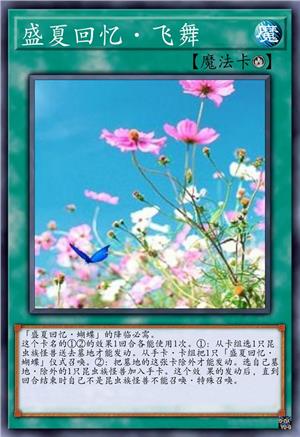 盛夏回忆·飞舞
魔
【魔法卡】
「盛夏回忆·蝴蝶」的降临必需。
这个卡名的①②的效果1回合各能使用1次。①：从卡组选1只昆
虫族怪兽送去墓地才能发动。从手卡·卡组把1只「盛夏回忆·
蝴蝶」仪式召唤。②：把墓地的这张卡除外才能发动。选自己墓
地·除外的1只昆虫族怪兽加入手卡。这个效 果的发动后，直到
回合结束时自己不是昆虫族怪兽不能召唤·特殊召唤。